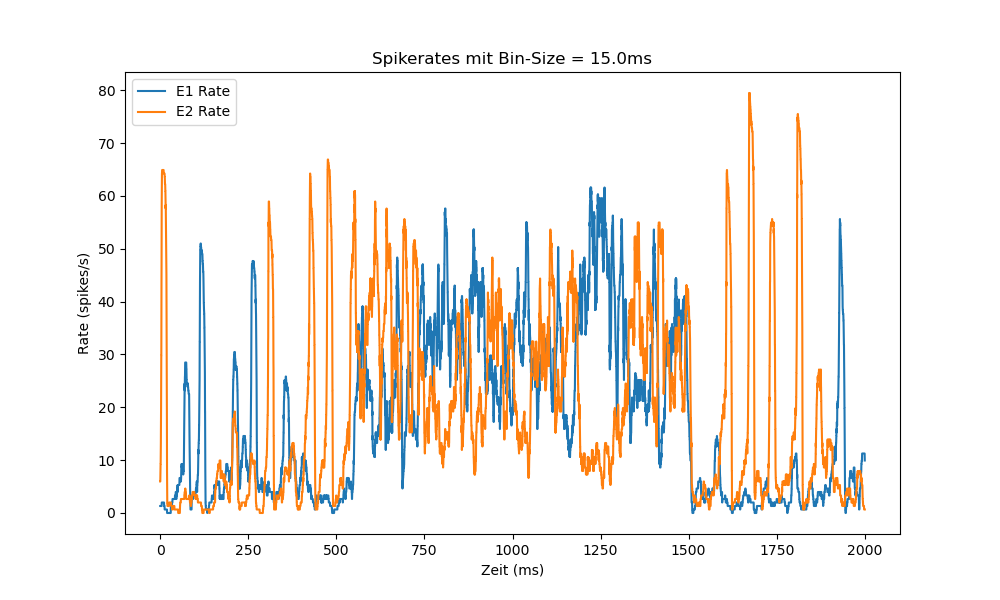 Spikerates mit Bin-Size = 15.0ms
E1 Rate
E2 Rate
Rate (spikes/s)
80
70
60
50
40
30
20
10
0
0 250 500 750 1000 1250 1500 1750 2000
Zeit (ms)